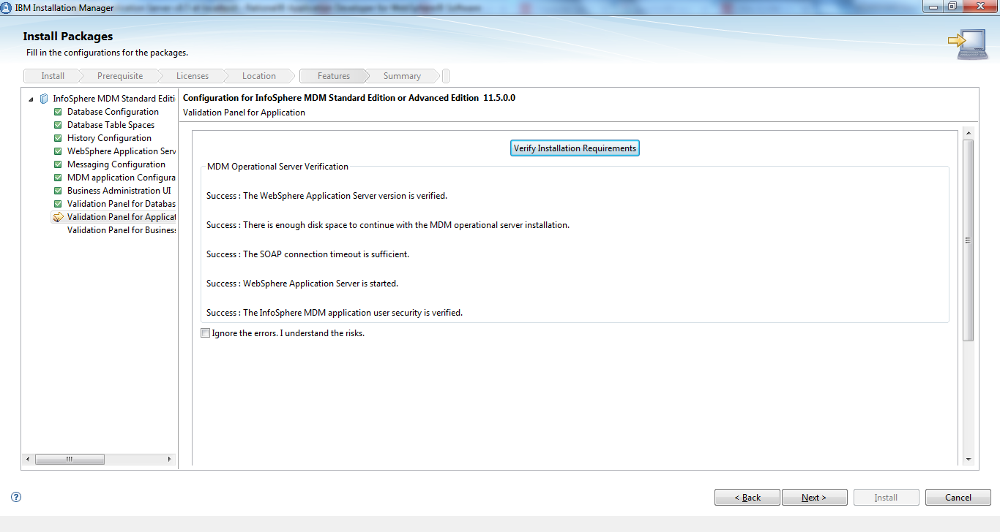 IBM Installation Manager
Install Packages
Fill in the configurations for the packages.
Install Prerequisite Licenses Location Features Summary
InfoSphere MDM Standard Editi
Database Configuration
Database Table Spaces
History Configuration
WebSphere Application Serv
Messaging Configuration
MDM application Configura
Business Administration UI
Validation Panel for Databas
Validation Panel for Applicat
Validation Panel for Business
Configuration for InfoSphere MDM Standard Edition or Advanced Edition 11.5.0.0
Validation Panel for Application
Verify Installation Requirements
MDM Operational Server Verification
Success : The WebSphere Application Server version is verified.
Success : There is enough disk space to continue with the MDM operational server installation.
Success : The SOAP connection timeout is sufficient.
Success : WebSphere Application Server is started.
Success : The InfoSphere MDM application user security is verified.
Ignore the errors. I understand the risks.
?
< Back Next > Install Cancel